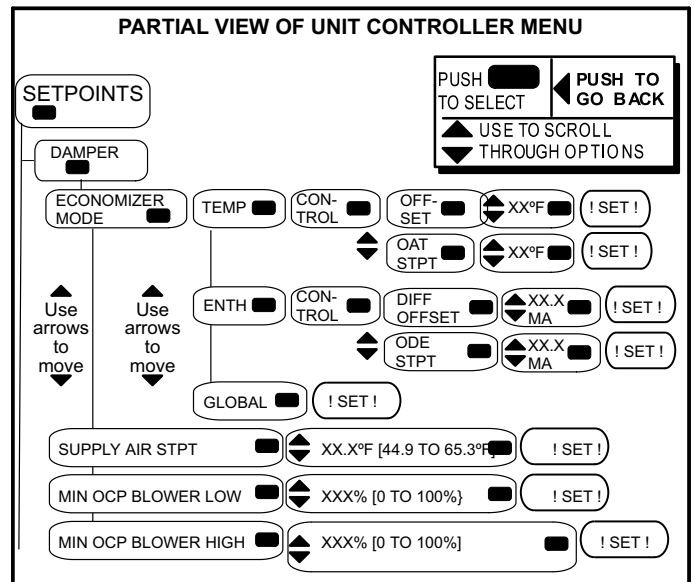 PARTIAL VIEW OF UNIT CONTROLLER MENU
PUSH
TO SELECT
PUSH TO
GO BACK
USE TO SCROLL
THROUGH OPTIONS
SETPOINTS
DAMPER
ECONOMIZER
MODE
TEMP
CON-
TROL
OFF-
SET
XXºF
! SET !
OAT
STPT
XXºF
! SET !
Use
arrows
to
move
Use
arrows
to
move
ENTH
CON-
TROL
DIFF
OFFSET
XX.X
MA
! SET !
ODE
STPT
XX.X
MA
! SET !
GLOBAL
! SET !
SUPPLY AIR STPT
XX.XºF [44.9 TO 65.3ºF]
! SET !
MIN OCP BLOWER LOW
XXX% [0 TO 100%}
! SET !
MIN OCP BLOWER HIGH
XXX% [0 TO 100%]
! SET !